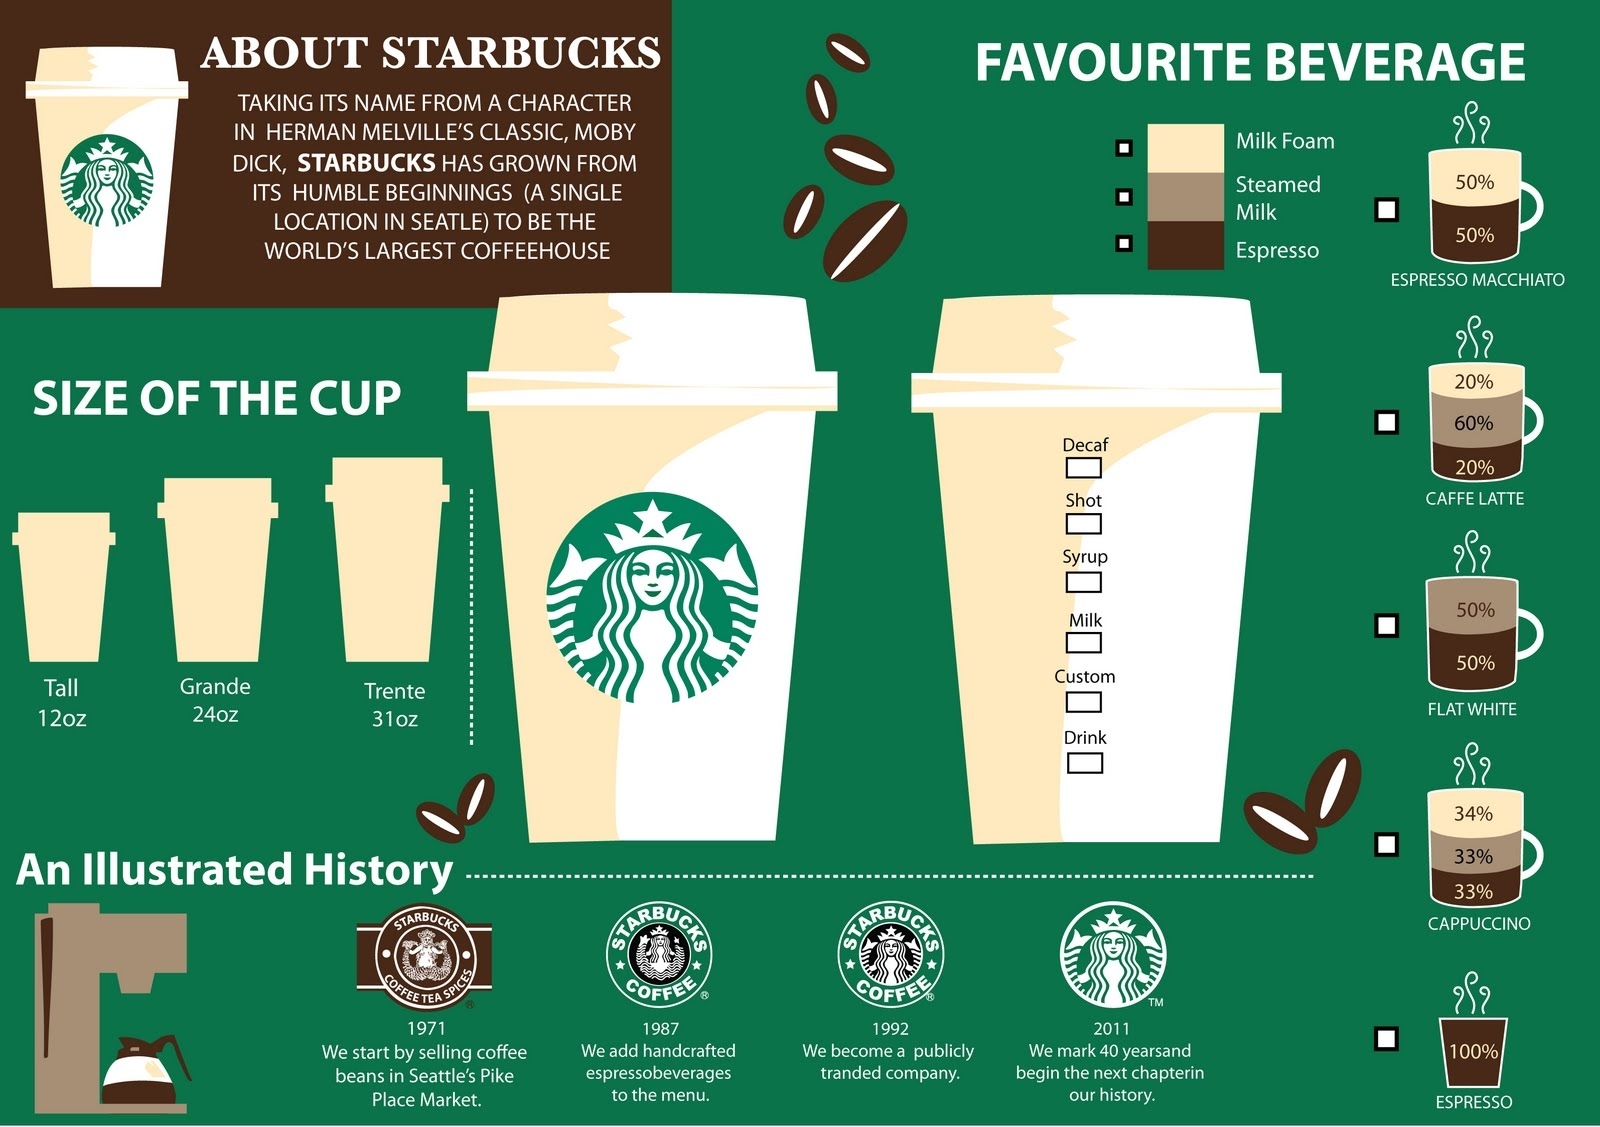 ABOUT STARBUCKS
TAKING ITS NAME FROM A CHARACTER
IN HERMAN MELVILLE'S CLASSIC, MOBY
DICK, STARBUCKS HAS GROWN FROM
ITS HUMBLE BEGINNINGS (A SINGLE
LOCATION IN SEATLE) TO BE THE
WORLD'S LARGEST COFFEEHOUSE
FAVOURITE BEVERAGE
Milk Foam
Steamed
Milk
Espresso
50%
50%
ESPRESSO MACCHIATO
20%
60%
20%
CAFFE LATTE
50%
50%
FLAT WHITE
34%
33%
33%
CAPPUCCINO
100%
ESPRESSO
SIZE OF THE CUP
Tall
12oz
Grande
24oz
Trente
31oz
Decaf
Shot
Syrup
Milk
Custom
Drink
An Illustrated History
STARBUCKS
COFFEE TEA SPICES
®
1971
We start by selling coffee
beans in Seattle's Pike
Place Market.
STARBUCKS
COFFEE
®
1987
We add handcrafted
espressobeverages
to the menu.
STARBUCKS
COFFEE
®
1992
We become a publicly
tranded company.
TM
2011
We mark 40 yearsand
begin the next chapterin
our history.